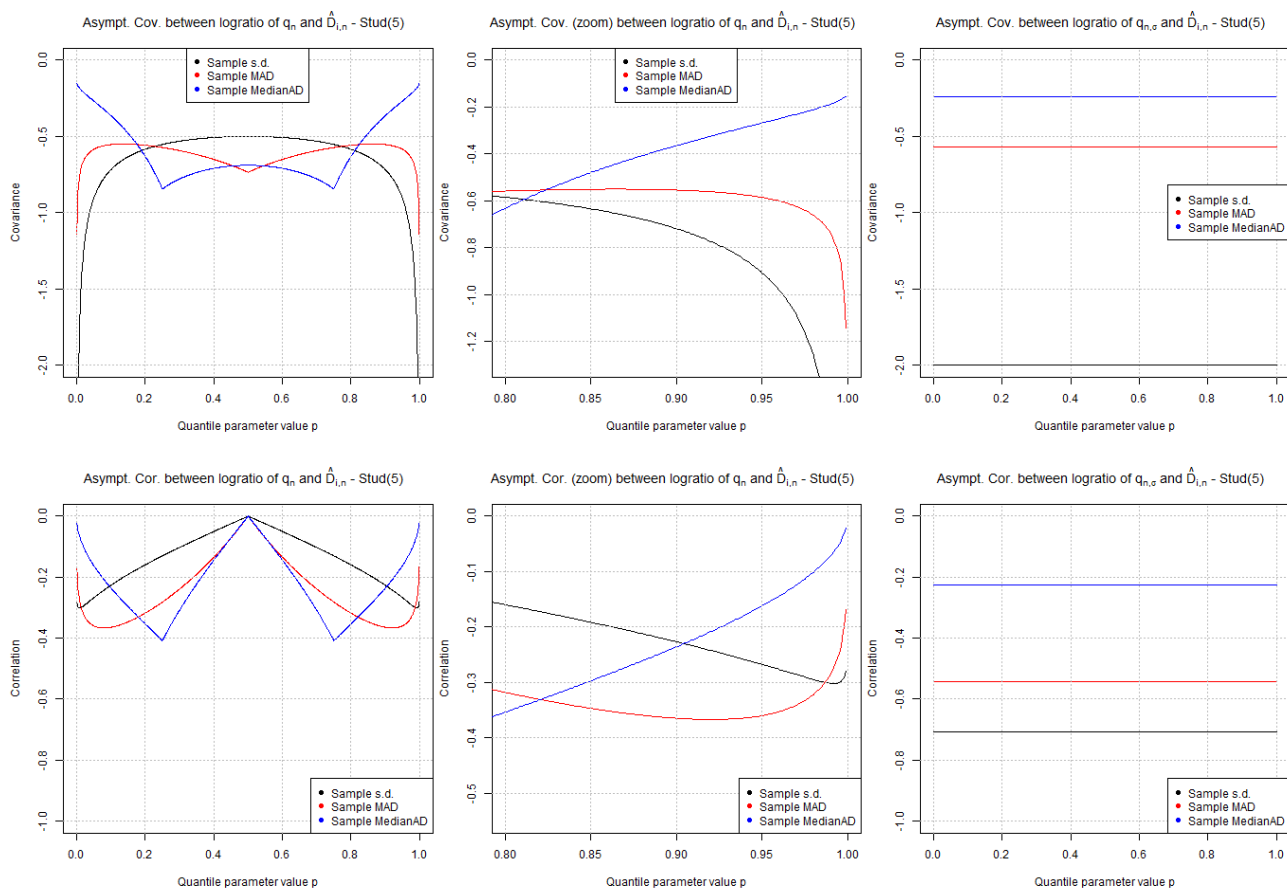 Asympt. Cov. between logratio of qₙ and D̂ᵢ,ₙ - Stud(5)
Covariance
0.0
-0.5
-1.0
-1.5
-2.0
Sample s.d.
Sample MAD
Sample MedianAD
0.0 0.2 0.4 0.6 0.8 1.0
Quantile parameter value p
Asympt. Cov. (zoom) between logratio of qₙ and D̂ᵢ,ₙ - Stud(5)
Covariance
0.0
-0.2
-0.4
-0.6
-0.8
-1.0
-1.2
Sample s.d.
Sample MAD
Sample MedianAD
0.80 0.85 0.90 0.95 1.00
Quantile parameter value p
Asympt. Cov. between logratio of qₙ,σ and D̂ᵢ,ₙ - Stud(5)
Covariance
0.0
-0.5
-1.0
-1.5
-2.0
Sample s.d.
Sample MAD
Sample MedianAD
0.0 0.2 0.4 0.6 0.8 1.0
Quantile parameter value p
Asympt. Cor. between logratio of qₙ and D̂ᵢ,ₙ - Stud(5)
Correlation
0.0
-0.2
-0.4
-0.6
-0.8
-1.0
Sample s.d.
Sample MAD
Sample MedianAD
0.0 0.2 0.4 0.6 0.8 1.0
Quantile parameter value p
Asympt. Cor. (zoom) between logratio of qₙ and D̂ᵢ,ₙ - Stud(5)
Correlation
0.0
-0.1
-0.2
-0.3
-0.4
-0.5
Sample s.d.
Sample MAD
Sample MedianAD
0.80 0.85 0.90 0.95 1.00
Quantile parameter value p
Asympt. Cor. between logratio of qₙ,σ and D̂ᵢ,ₙ - Stud(5)
Correlation
0.0
-0.2
-0.4
-0.6
-0.8
-1.0
Sample s.d.
Sample MAD
Sample MedianAD
0.0 0.2 0.4 0.6 0.8 1.0
Quantile parameter value p